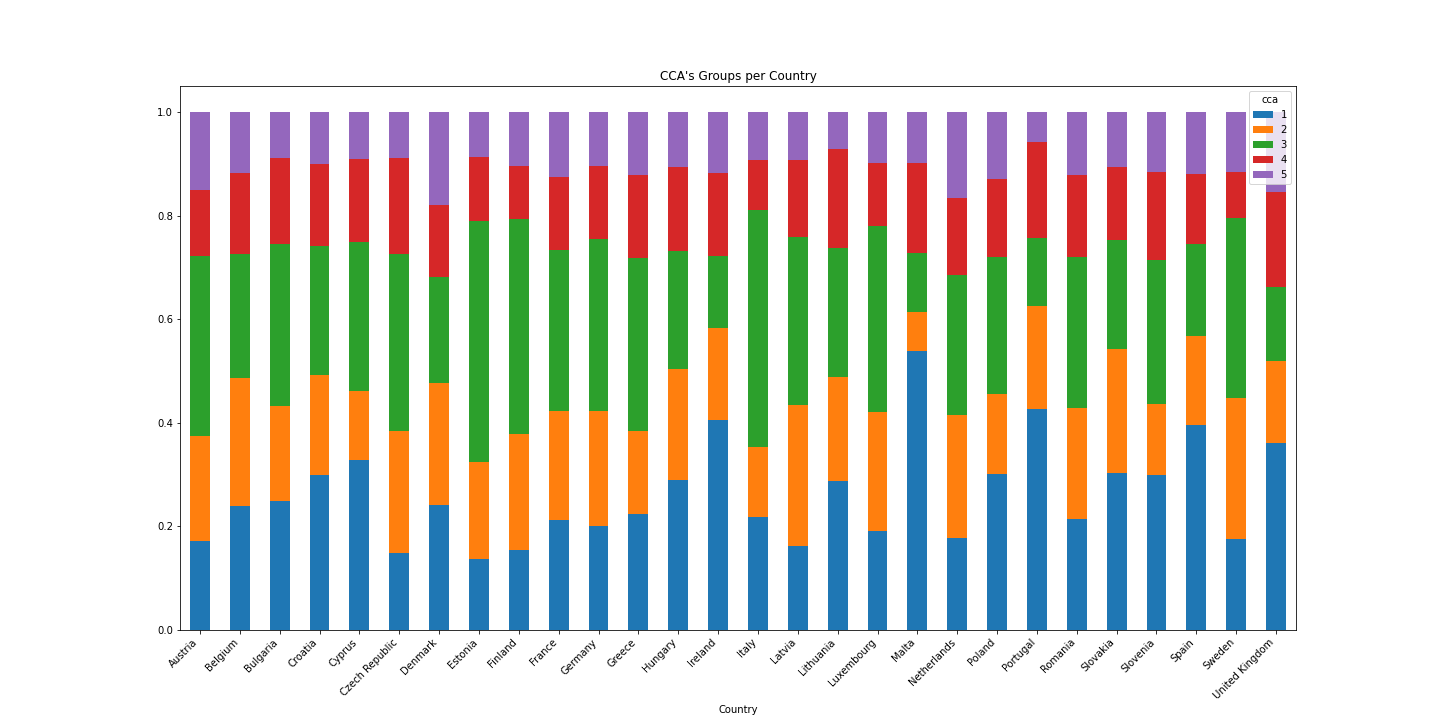 CCA's Groups per Country
cca
1
2
3
4
5
1.0
0.8
0.6
0.4
0.2
0.0
Austria
Belgium
Bulgaria
Croatia
Cyprus
Czech Republic
Denmark
Estonia
Finland
France
Germany
Greece
Hungary
Ireland
Italy
Latvia
Lithuania
Luxembourg
Malta
Netherlands
Poland
Portugal
Romania
Slovakia
Slovenia
Spain
Sweden
United Kingdom
Country